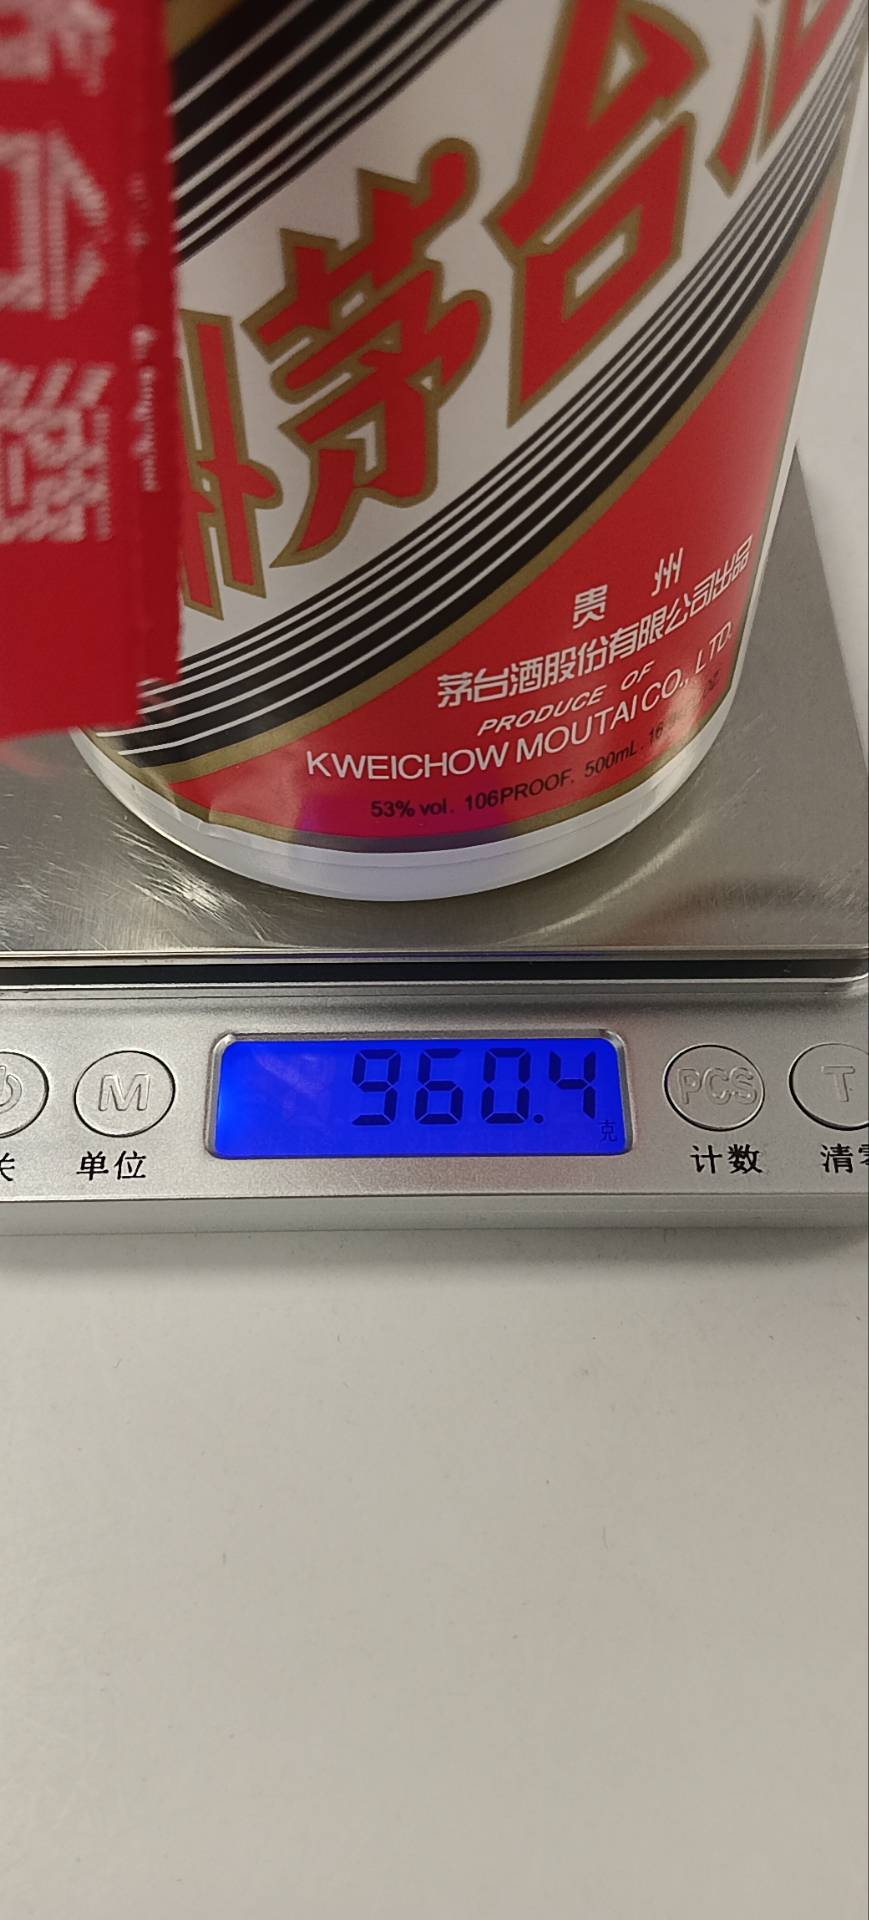 茅台
贵 州
茅台酒股份有限公司出品
PRODUCE OF
KWEICHOW MOUTAI CO., LTD.
53% vol. 106PROOF. 500mL.
960.4
克
M
PCS
T
单位
计数